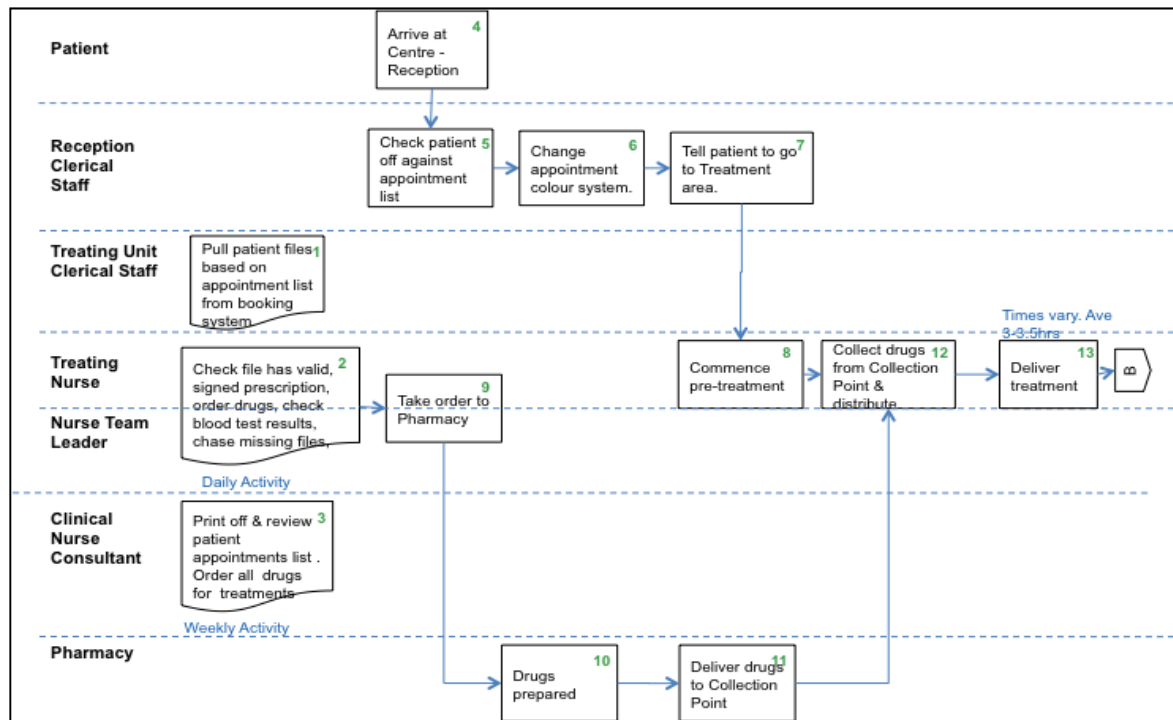 Patient
4
Arrive at
Centre -
Reception
Reception
Clerical
Staff
5
Check patient
off against
appointment
list
6
Change
appointment
colour system.
7
Tell patient to go
to Treatment
area.
Treating Unit
Clerical Staff
1
Pull patient files
based on
appointment list
from booking
system
Times vary. Ave
3-3.5hrs
Treating
Nurse
Nurse Team
Leader
2
Check file has valid,
signed prescription,
order drugs, check
blood test results,
chase missing files,
Daily Activity
9
Take order to
Pharmacy
8
Commence
pre-treatment
12
Collect drugs
from Collection
Point &
distribute
13
Deliver
treatment
B
Clinical
Nurse
Consultant
3
Print off & review
patient
appointments list .
Order all drugs
for treatments
Weekly Activity
Pharmacy
10
Drugs
prepared
11
Deliver drugs
to Collection
Point